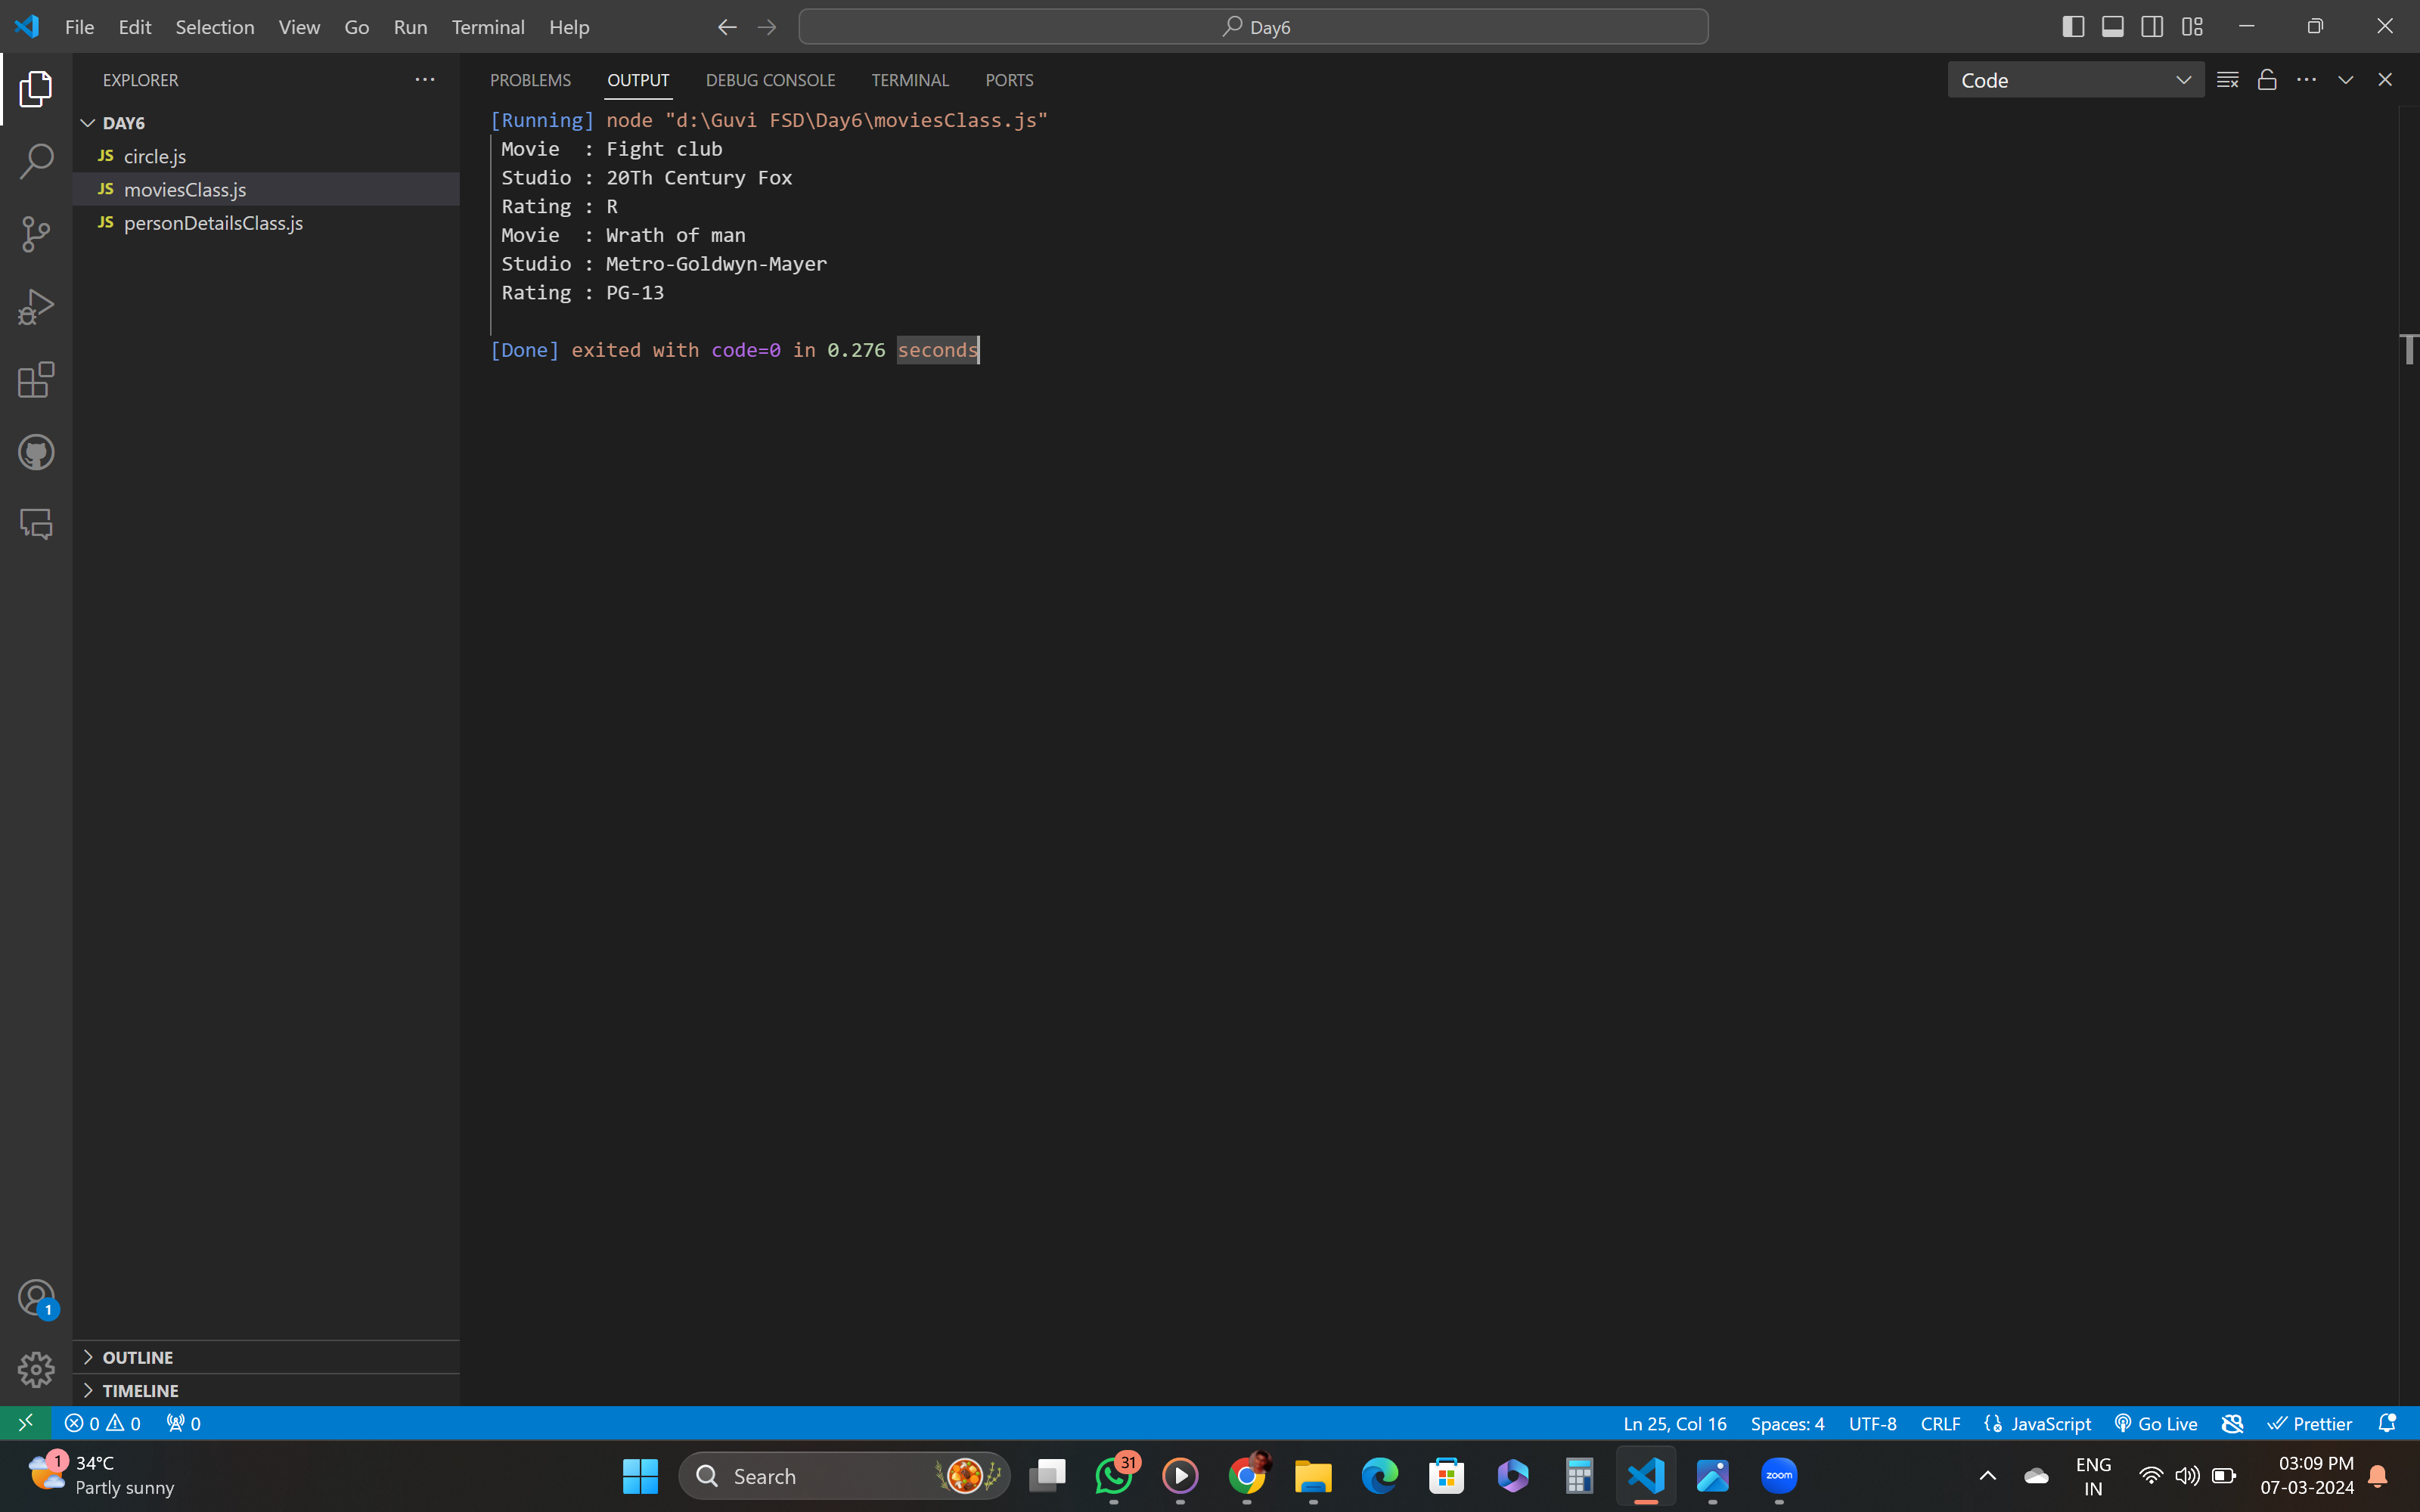 File Edit Selection View Go Run Terminal Help
Day6
EXPLORER
DAY6
JS circle.js
JS moviesClass.js
JS personDetailsClass.js
OUTLINE
TIMELINE
PROBLEMS OUTPUT DEBUG CONSOLE TERMINAL PORTS
Code
[Running] node "d:\Guvi FSD\Day6\moviesClass.js"
Movie  : Fight club
Studio : 20Th Century Fox
Rating : R
Movie  : Wrath of man
Studio : Metro-Goldwyn-Mayer
Rating : PG-13
[Done] exited with code=0 in 0.276 seconds
T
1
0 0 0
Ln 25, Col 16 Spaces: 4 UTF-8 CRLF JavaScript Go Live Prettier
1 34°C
Partly sunny
Search
31
zoom
ENG
IN
03:09 PM
07-03-2024